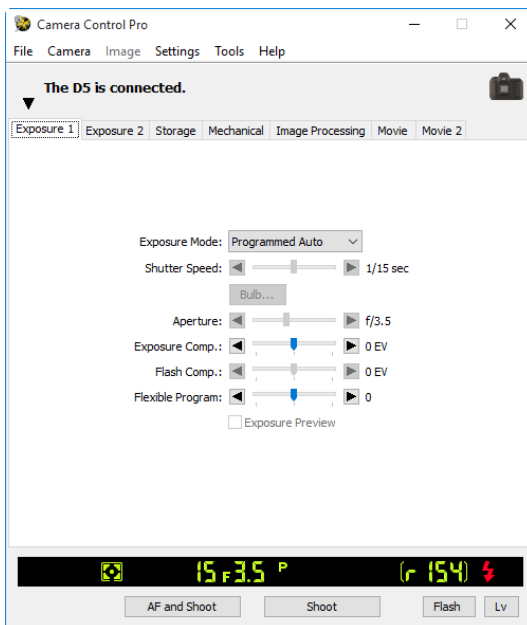 Camera Control Pro
File Camera Image Settings Tools Help
The D5 is connected.
Exposure 1 Exposure 2 Storage Mechanical Image Processing Movie Movie 2
Exposure Mode: Programmed Auto
Shutter Speed: 1/15 sec
Bulb...
Aperture: f/3.5
Exposure Comp.: 0 EV
Flash Comp.: 0 EV
Flexible Program: 0
Exposure Preview
15 F3.5 P (r 154)
AF and Shoot Shoot Flash Lv